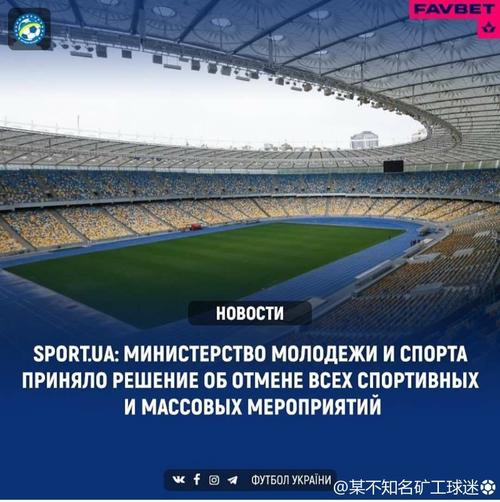 FAVBET
НОВОСТИ
SPORT.UA: МИНИСТЕРСТВО МОЛОДЕЖИ И СПОРТА
ПРИНЯЛО РЕШЕНИЕ ОБ ОТМЕНЕ ВСЕХ СПОРТИВНЫХ
И МАССОВЫХ МЕРОПРИЯТИЙ
ФУТБОЛ УКРАЇНИ
@某不知名矿工球迷